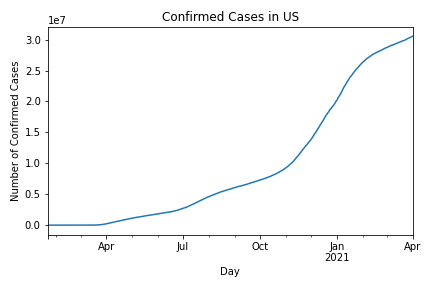 Confirmed Cases in US
1e7
3.0
2.5
2.0
1.5
1.0
0.5
0.0
Number of Confirmed Cases
Apr Jul Oct Jan Apr
2021
Day